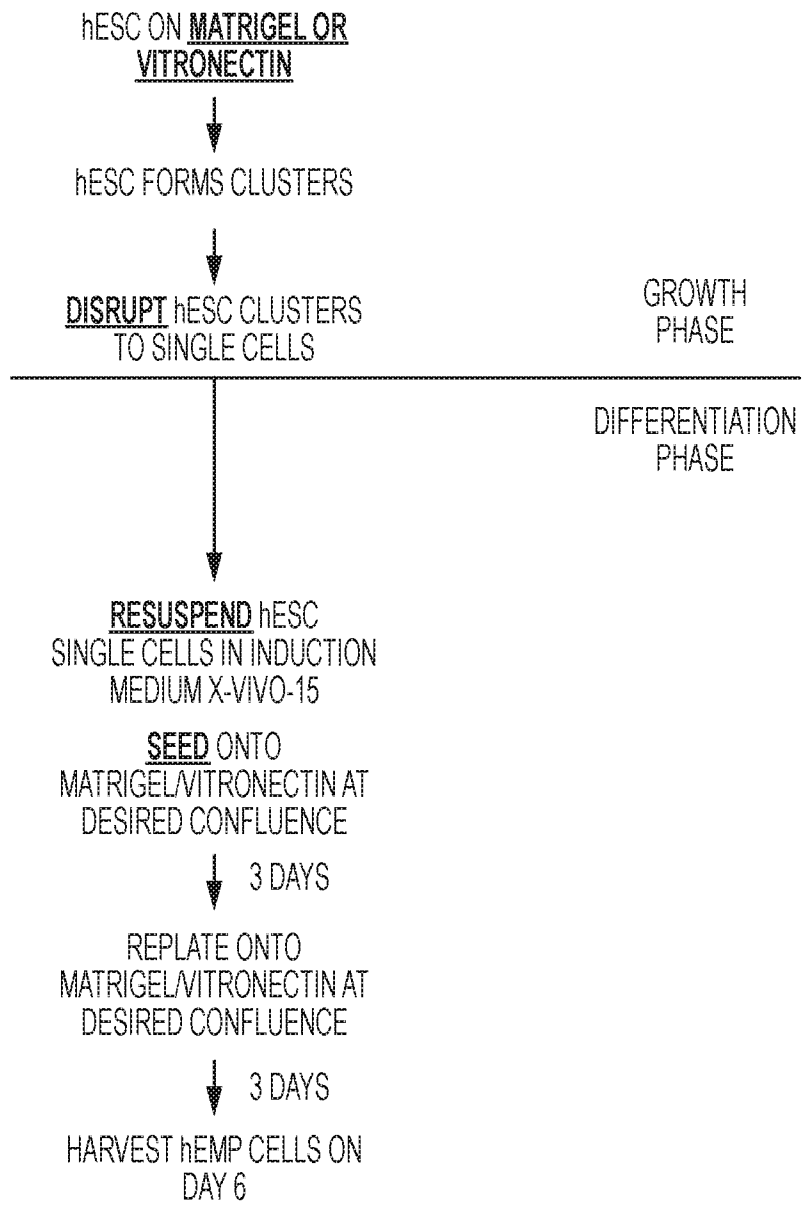 hESC ON MATRIGEL OR
VITRONECTIN
hESC FORMS CLUSTERS
DISRUPT hESC CLUSTERS
TO SINGLE CELLS
GROWTH
PHASE
DIFFERENTIATION
PHASE
RESUSPEND hESC
SINGLE CELLS IN INDUCTION
MEDIUM X-VIVO-15
SEED ONTO
MATRIGEL/VITRONECTIN AT
DESIRED CONFLUENCE
3 DAYS
REPLATE ONTO
MATRIGEL/VITRONECTIN AT
DESIRED CONFLUENCE
3 DAYS
HARVEST hEMP CELLS ON
DAY 6